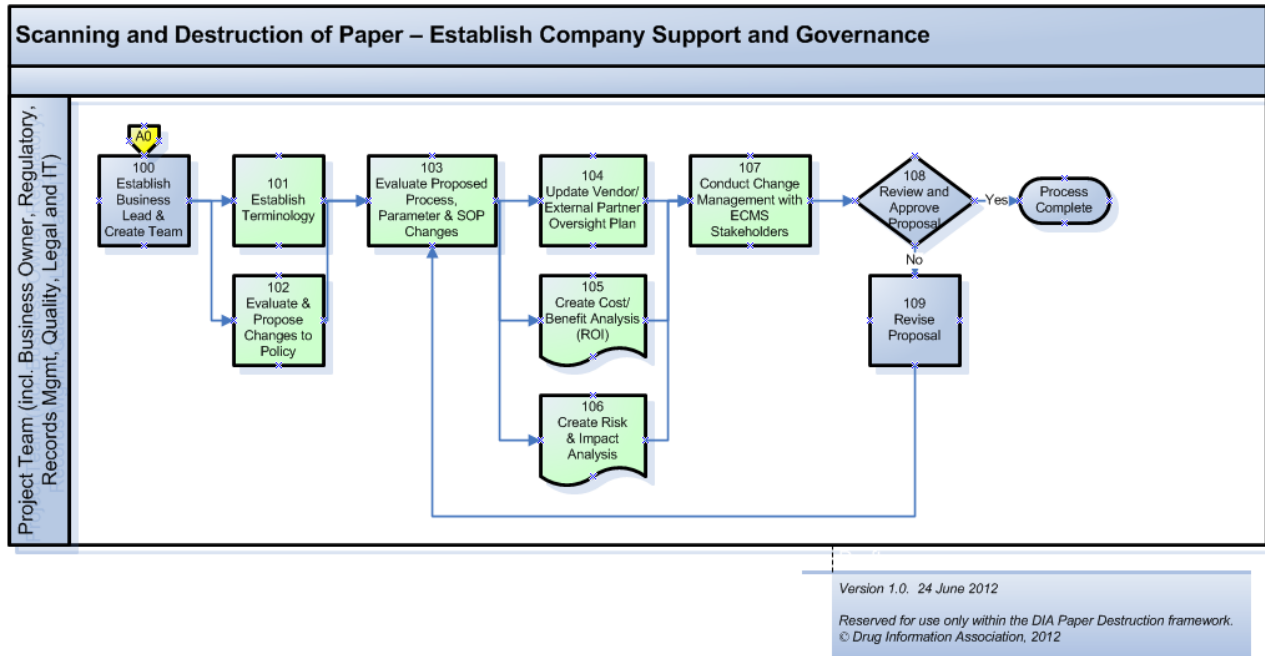 Scanning and Destruction of Paper – Establish Company Support and Governance
Project Team (incl. Business Owner, Regulatory,
Records Mgmt, Quality, Legal and IT)
A0
100
Establish
Business
Lead &
Create Team
101
Establish
Terminology
102
Evaluate &
Propose
Changes to
Policy
103
Evaluate Proposed
Process,
Parameter & SOP
Changes
104
Update Vendor/
External Partner
Oversight Plan
105
Create Cost/
Benefit Analysis
(ROI)
106
Create Risk
& Impact
Analysis
107
Conduct Change
Management with
ECMS
Stakeholders
108
Review and
Approve
Proposal
Yes
Process
Complete
No
109
Revise
Proposal
Version 1.0. 24 June 2012
Reserved for use only within the DIA Paper Destruction framework.
© Drug Information Association, 2012